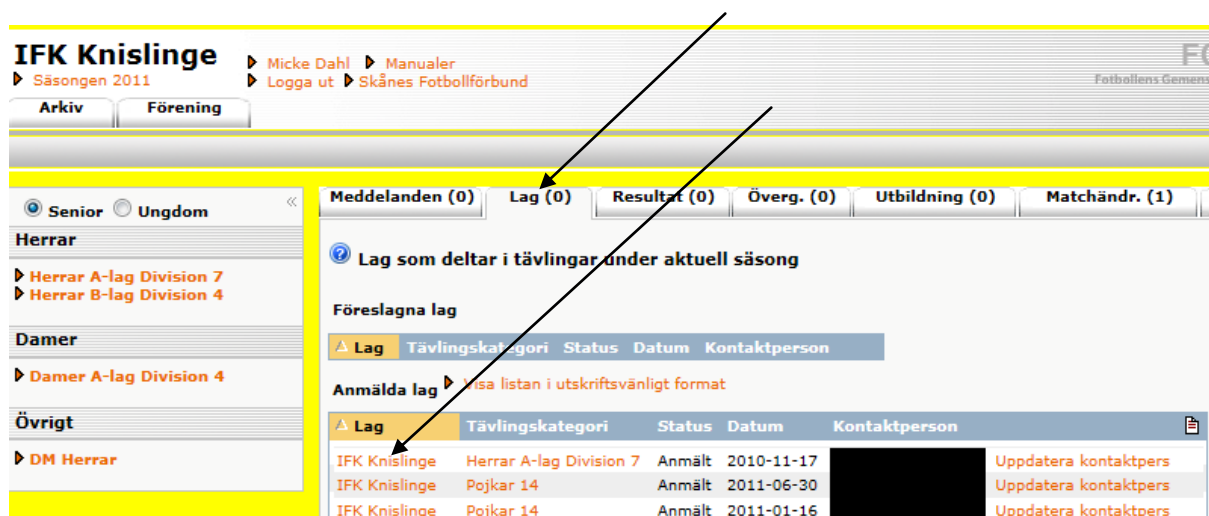 IFK Knislinge
Säsongen 2011
Micke Dahl Manualer
Logga ut Skånes Fotbollförbund
Fotbollens
Arkiv Förening
Senior Ungdom «
Herrar
Herrar A-lag Division 7
Herrar B-lag Division 4
Damer
Damer A-lag Division 4
Övrigt
DM Herrar
Meddelanden (0) Lag (0) Resultat (0) Överg. (0) Utbildning (0) Matchändr. (1)
Lag som deltar i tävlingar under aktuell säsong
Föreslagna lag
Lag Tävlingskategori Status Datum Kontaktperson
Anmälda lag Visa listan i utskriftsvänligt format
Lag Tävlingskategori Status Datum Kontaktperson
IFK Knislinge Herrar A-lag Division 7 Anmält 2010-11-17 Uppdatera kontaktpers
IFK Knislinge Pojkar 14 Anmält 2011-06-30 Uppdatera kontaktpers
IFK Knislinge Pojkar 14 Anmält 2011-01-16 Uppdatera kontaktpers